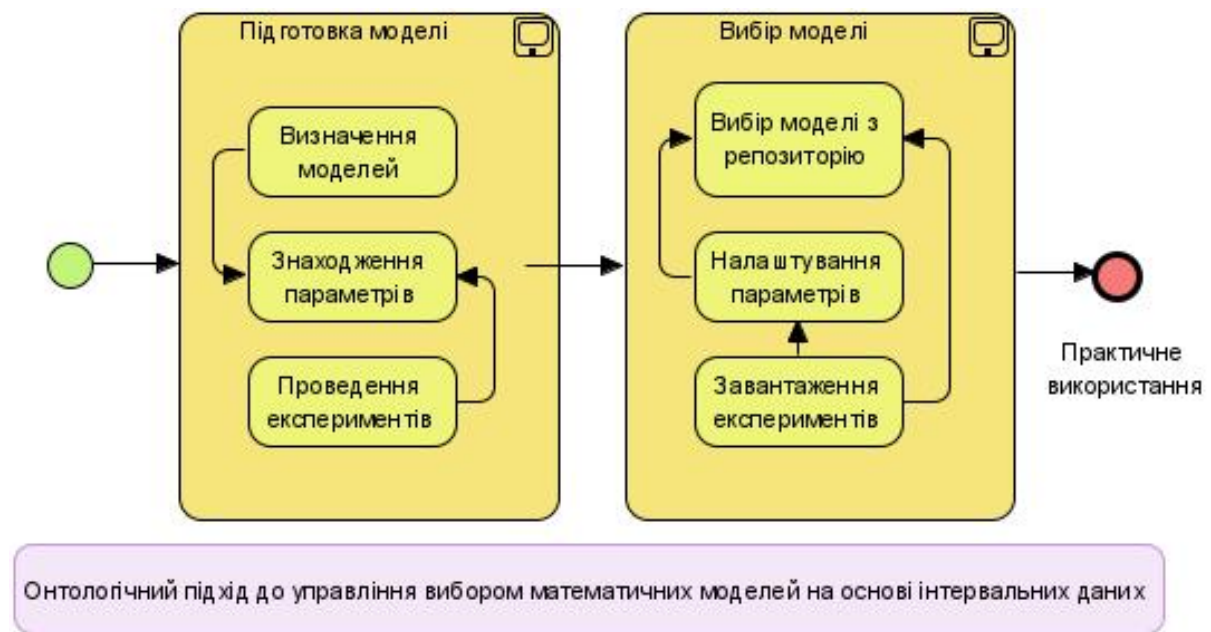 Підготовка моделі
Визначення
моделей
Знаходження
параметрів
Проведення
експериментів
Вибір моделі
Вибір моделі з
репозиторію
Налаштування
параметрів
Завантаження
експериментів
Практичне
використання
Онтологічний підхід до управління вибором математичних моделей на основі інтервальних даних